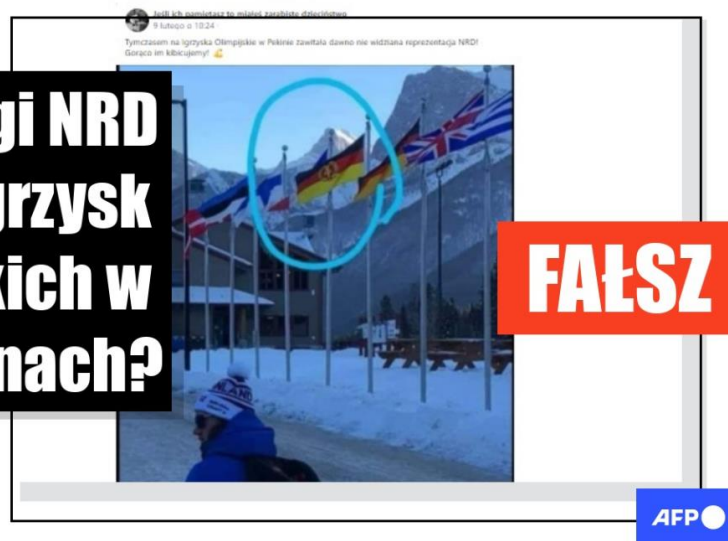 Jeśli ich pamiętasz to miałeś zarąbiste dzieciństwo
9 lutego o 10:24
Tymczasem na igrzyska Olimpijskie w Pekinie zawitała dawno nie widziana reprezentacja NRD!
Gorąco im kibicujemy!
gi NRD
grzysk
kich w
nach?
FAŁSZ
AFP